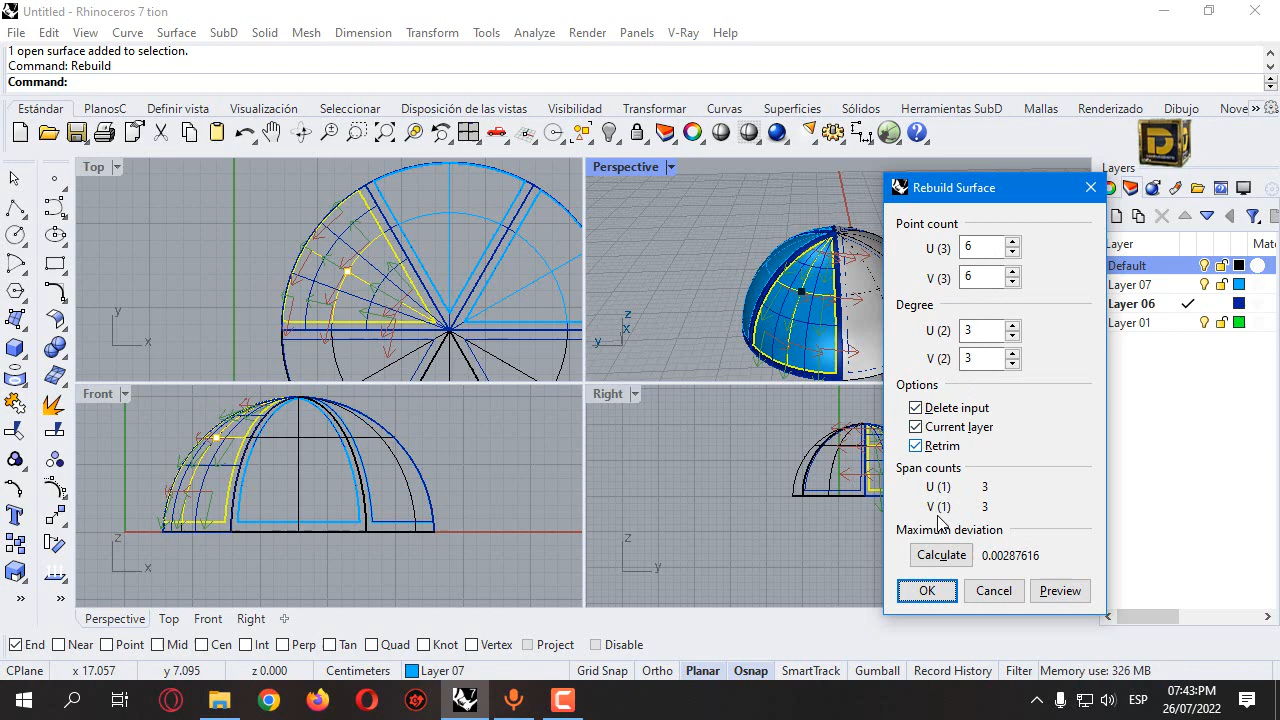 Untitled - Rhinoceros 7 tion
File Edit View Curve Surface SubD Solid Mesh Dimension Transform Tools Analyze Render Panels V-Ray Help
1 open surface added to selection.
Command: Rebuild
Command:
Estándar PlanosC Definir vista Visualización Seleccionar Disposición de las vistas Visibilidad Transformar Curvas Superficies Sólidos Herramientas SubD Mallas Renderizado Dibujo Nove »
Top
Perspective
Front
Right
y
x
z
x
y
z
x
z
y
Layers
Layer Mate
Default
Layer 07
Layer 06
Layer 01
Rebuild Surface
Point count
U (3) 6
V (3) 6
Degree
U (2) 3
V (2) 3
Options
Delete input
Current layer
Retrim
Span counts
U (1) 3
V (1) 3
Maximum deviation
Calculate 0.00287616
OK Cancel Preview
Perspective Top Front Right
End Near Point Mid Cen Int Perp Tan Quad Knot Vertex Project Disable
CPlane x 17.057 y 7.095 z 0.000 Centimeters Layer 07 Grid Snap Ortho Planar Osnap SmartTrack Gumball Record History Filter Memory use: 326 MB
ESP
07:43:PM
26/07/2022